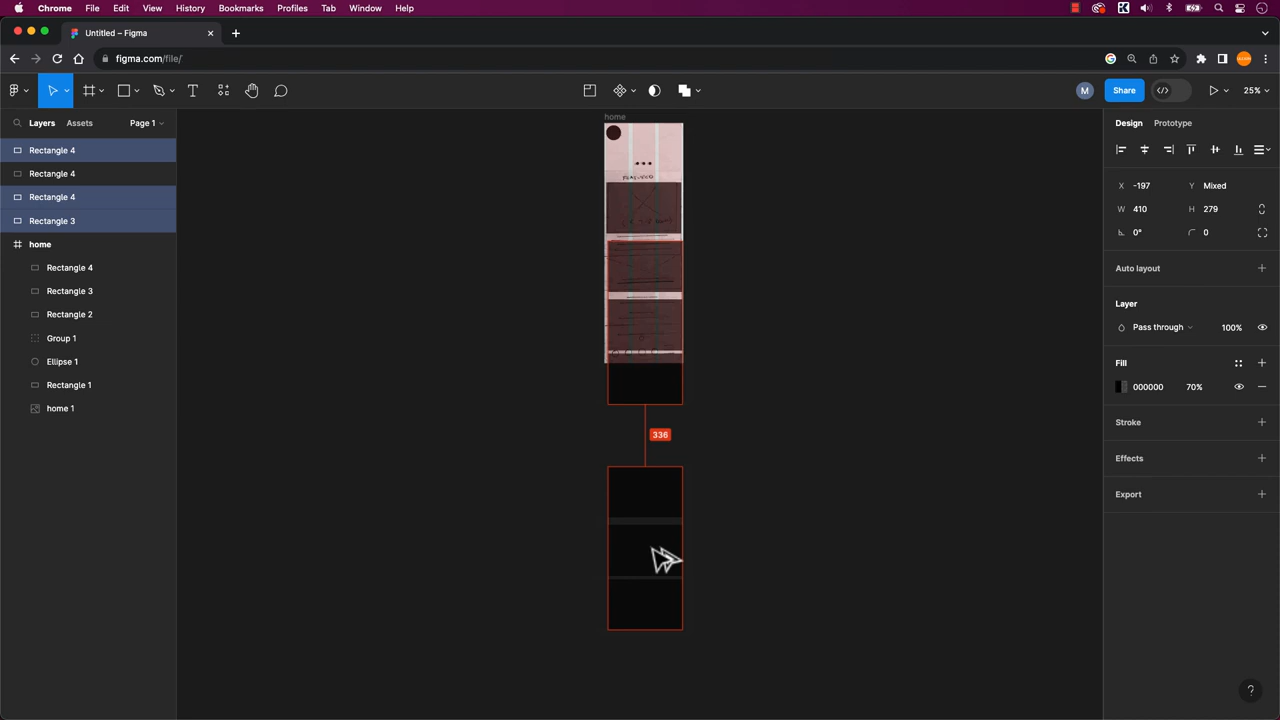 Chrome File Edit View History Bookmarks Profiles Tab Window Help
Untitled – Figma
figma.com/file/
M
Share
25%
Layers Assets Page 1
Rectangle 4
Rectangle 4
Rectangle 4
Rectangle 3
home
Rectangle 4
Rectangle 3
Rectangle 2
Group 1
Ellipse 1
Rectangle 1
home 1
home
336
Design Prototype
X -197 Y Mixed
W 410 H 279
0° 0
Auto layout
Layer
Pass through 100%
Fill
000000 70%
Stroke
Effects
Export
?